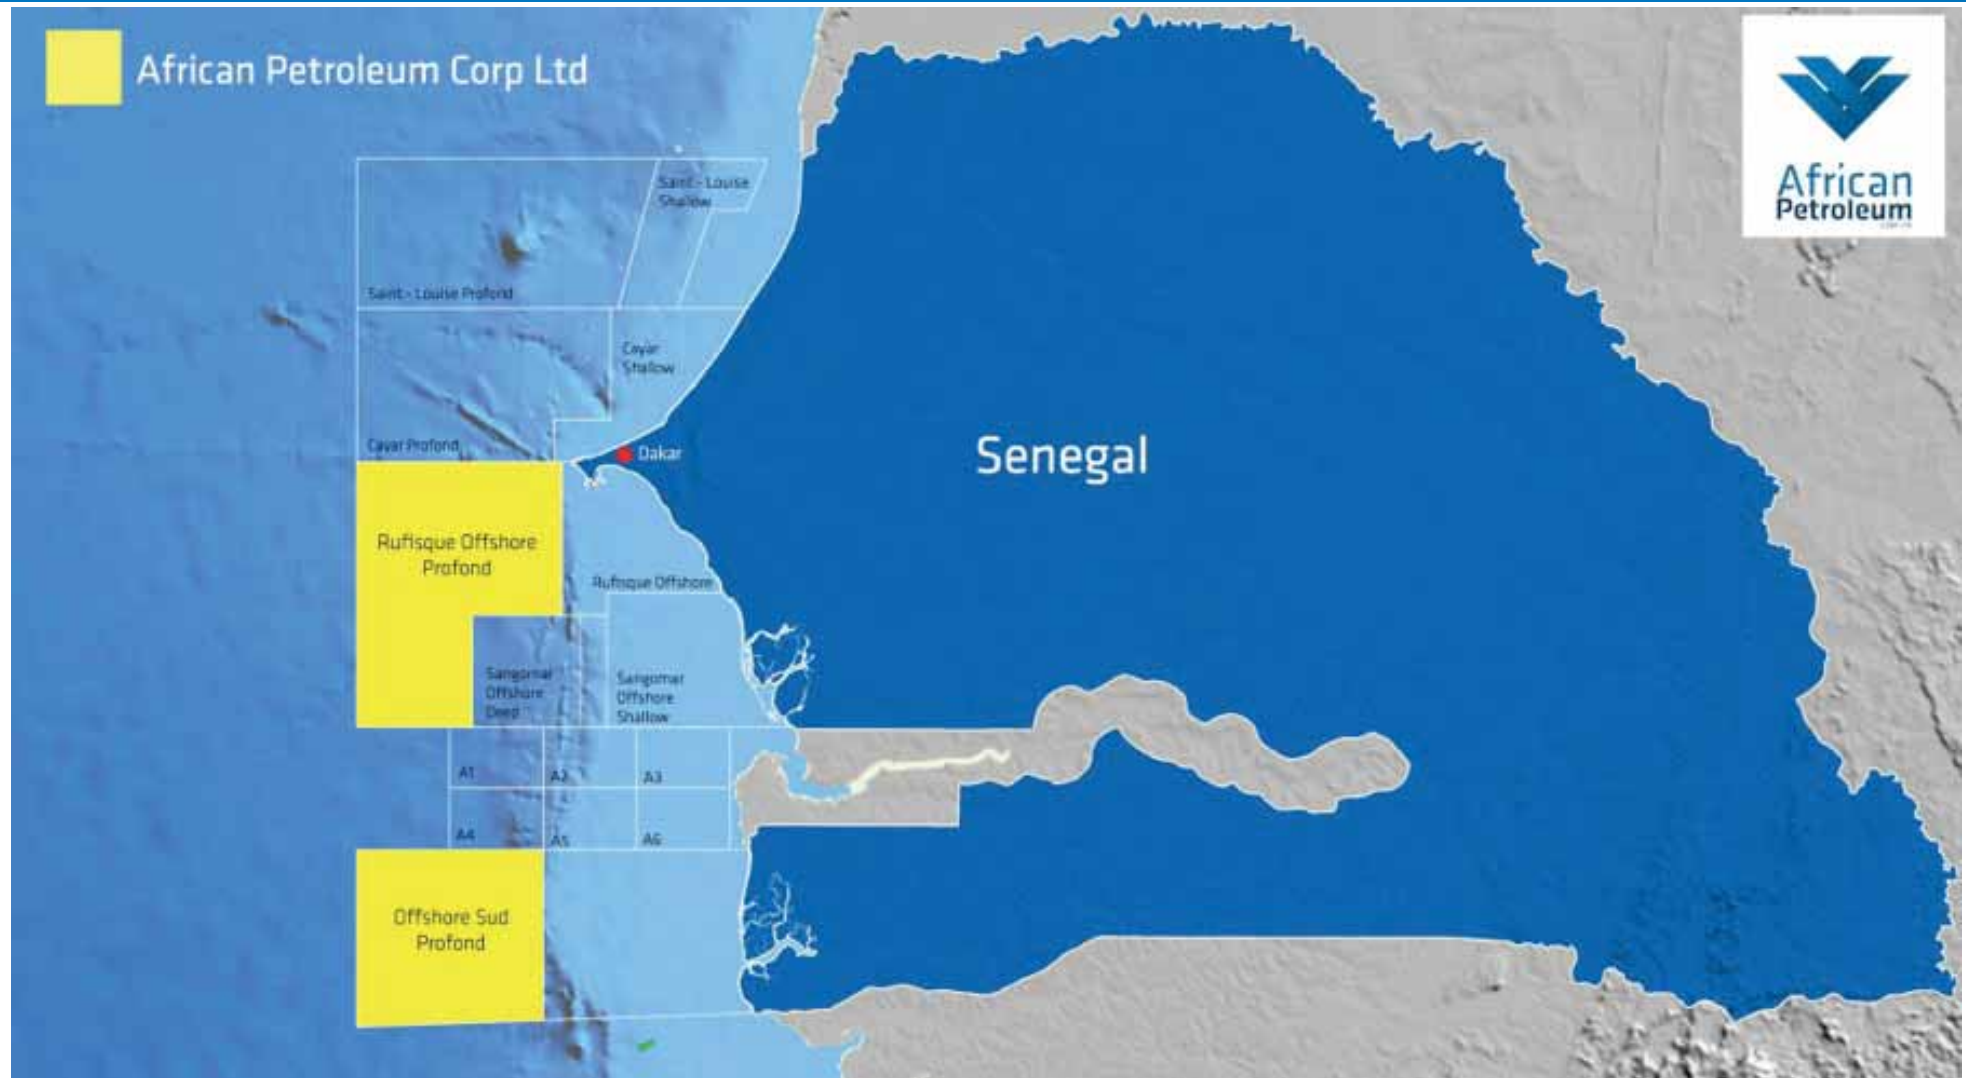 African Petroleum Corp Ltd
African
Petroleum
Saint - Louise
Shallow
Saint - Louise Profond
Cayar
Shallow
Cayar Profond
Dakar
Senegal
Rufisque Offshore
Profond
Rufisque Offshore
Sangomar
Offshore
Deep
Sangomar
Offshore
Shallow
A1
A2
A3
A4
A5
A6
Offshore Sud
Profond